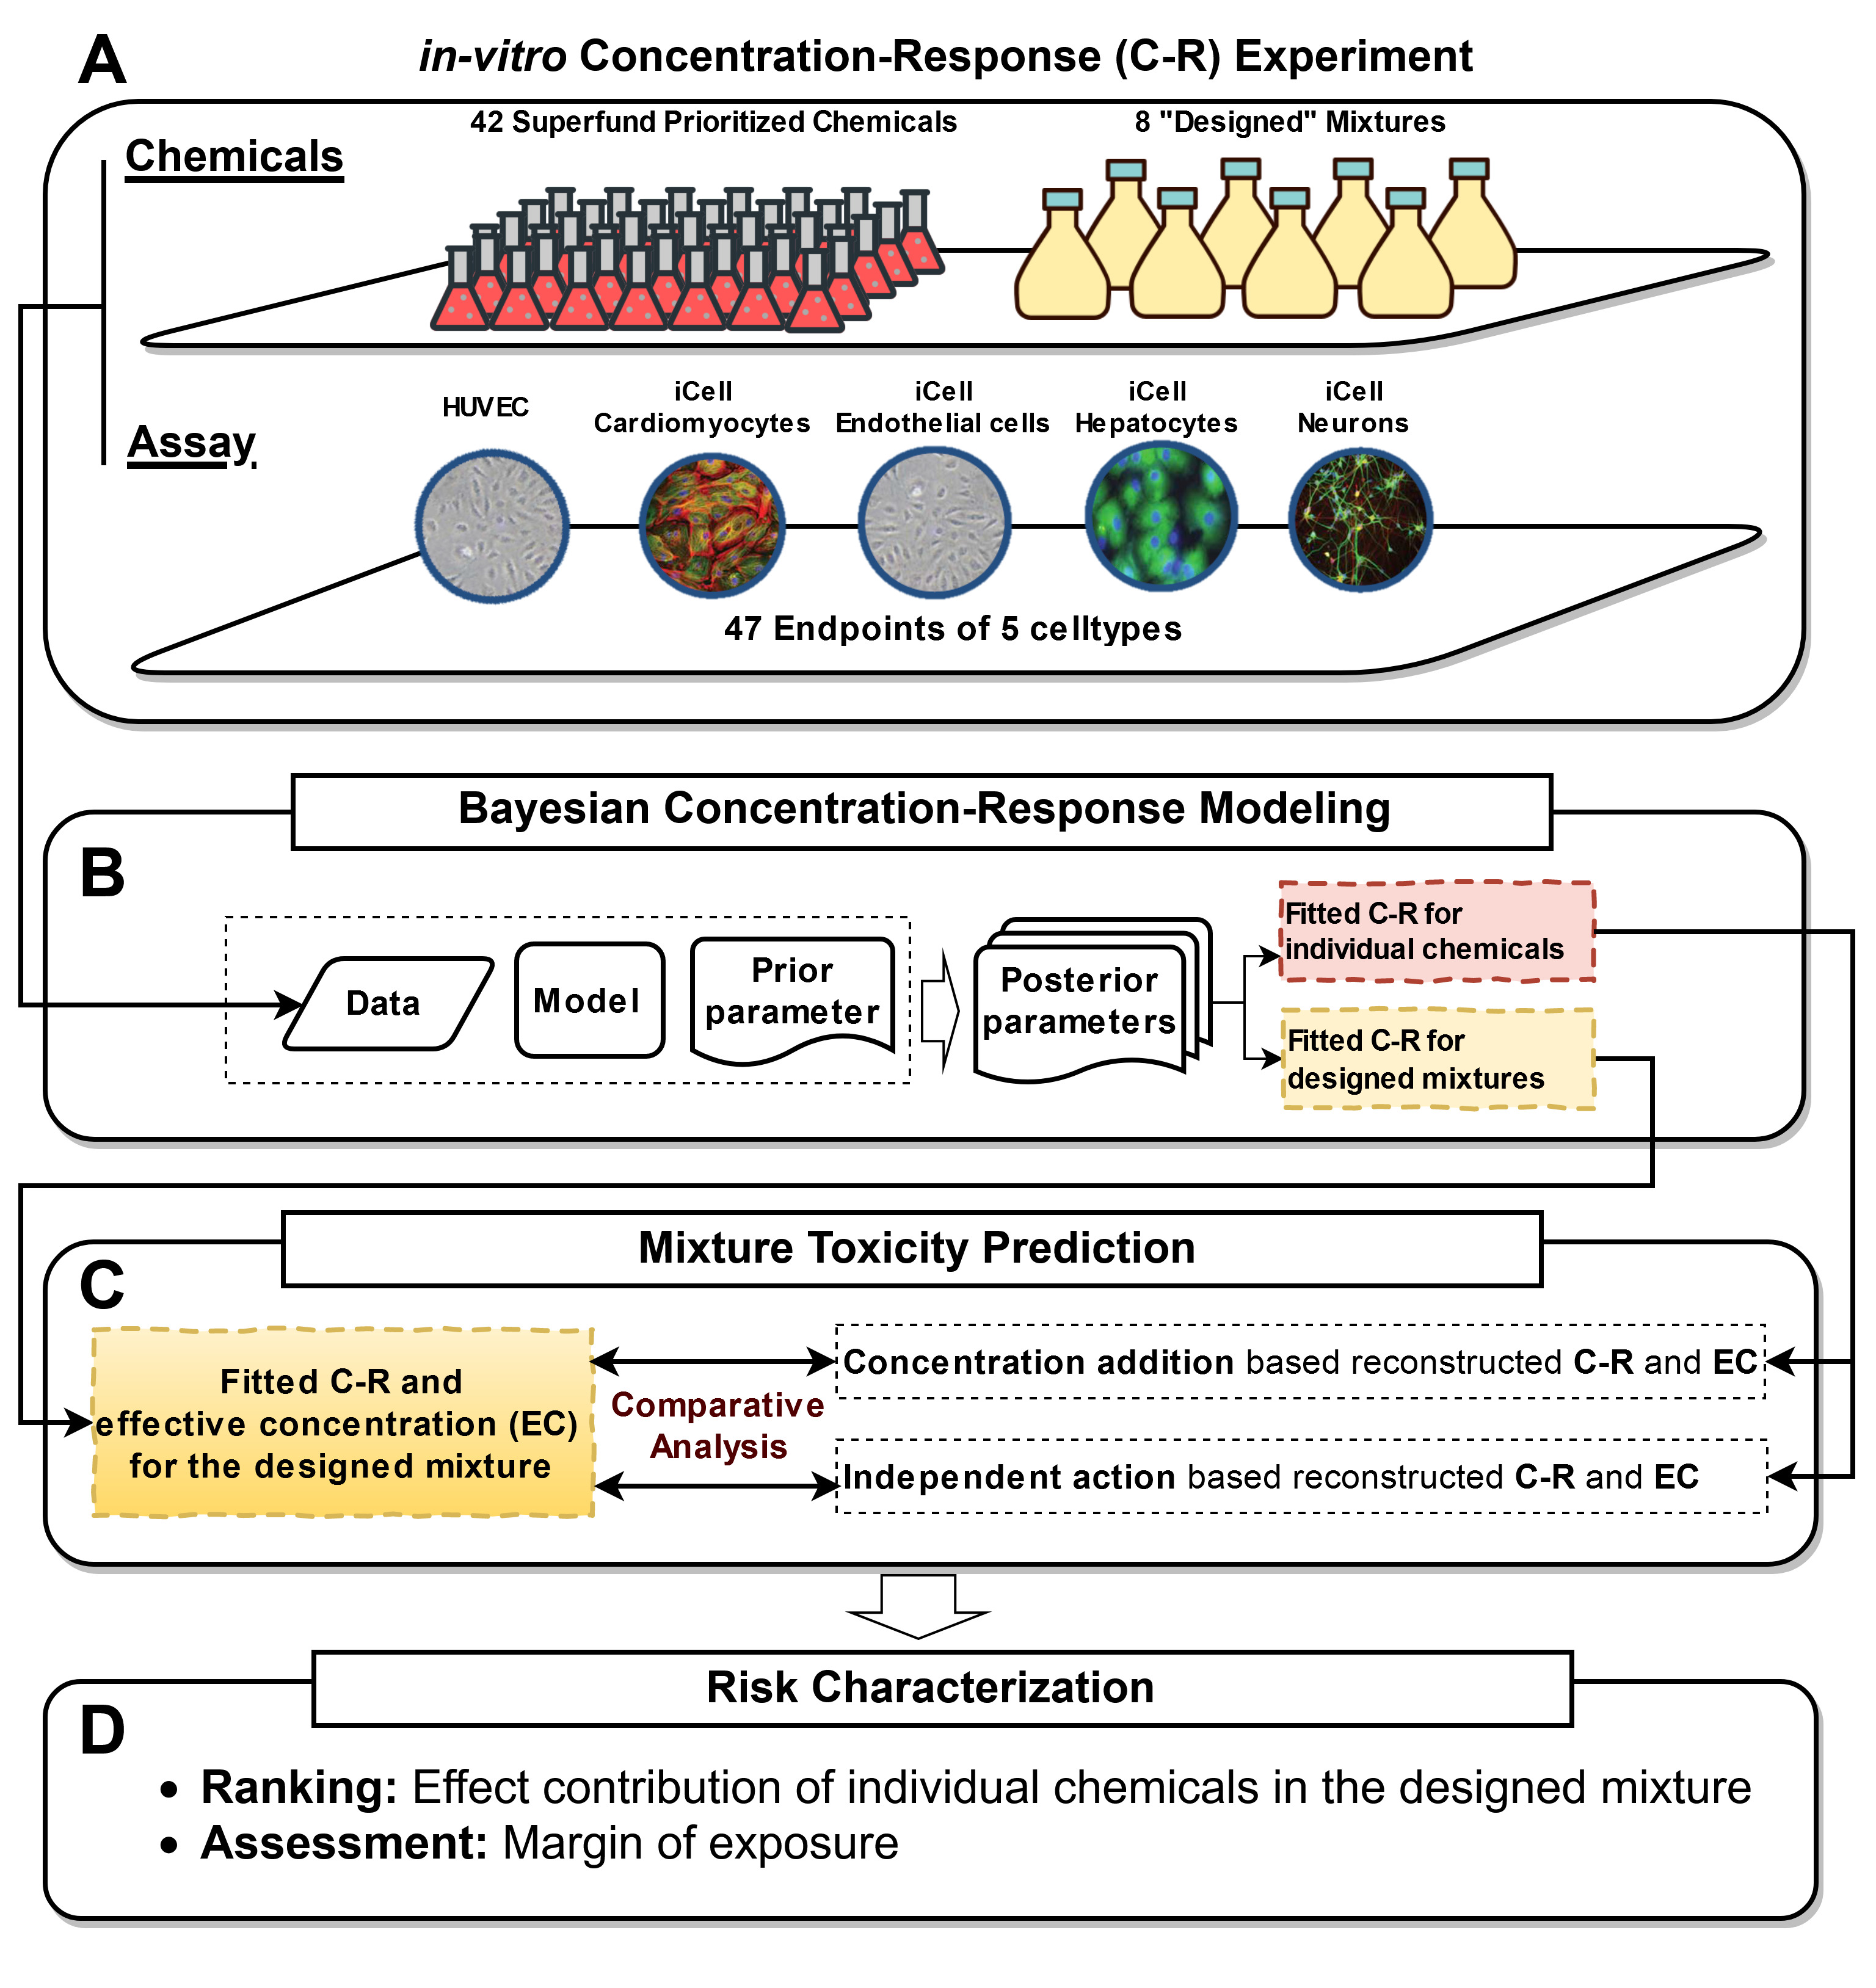 A
in-vitro Concentration-Response (C-R) Experiment
42 Superfund Prioritized Chemicals
8 "Designed" Mixtures
Chemicals
HUVEC
iCell
Cardiomyocytes
iCell
Endothelial cells
iCell
Hepatocytes
iCell
Neurons
Assay
47 Endpoints of 5 celltypes
Bayesian Concentration-Response Modeling
B
Data
Model
Prior
parameter
Posterior
parameters
Fitted C-R for
individual chemicals
Fitted C-R for
designed mixtures
Mixture Toxicity Prediction
C
Fitted C-R and
effective concentration (EC)
for the designed mixture
Comparative
Analysis
Concentration addition based reconstructed C-R and EC
Independent action based reconstructed C-R and EC
Risk Characterization
D
• Ranking: Effect contribution of individual chemicals in the designed mixture
• Assessment: Margin of exposure